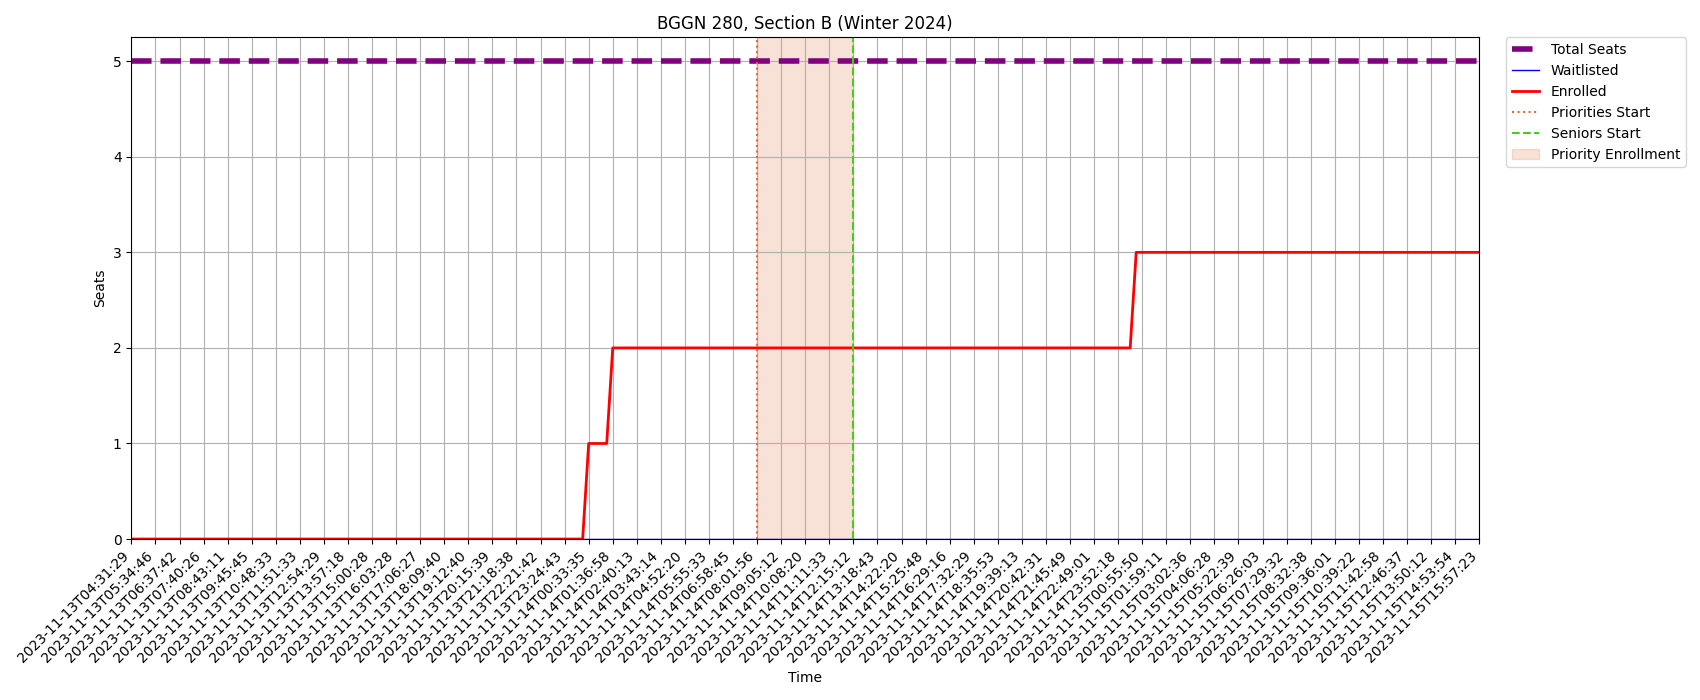 BGGN 280, Section B (Winter 2024)
Total Seats
Waitlisted
Enrolled
Priorities Start
Seniors Start
Priority Enrollment
Seats
5
4
3
2
1
0
2023-11-13T04:31:29
2023-11-13T05:34:46
2023-11-13T06:37:42
2023-11-13T07:40:26
2023-11-13T08:43:11
2023-11-13T09:45:45
2023-11-13T10:48:33
2023-11-13T11:51:33
2023-11-13T12:54:29
2023-11-13T13:57:18
2023-11-13T15:00:28
2023-11-13T16:03:28
2023-11-13T17:06:27
2023-11-13T18:09:40
2023-11-13T19:12:40
2023-11-13T20:15:39
2023-11-13T21:18:38
2023-11-13T22:21:42
2023-11-13T23:24:43
2023-11-14T00:33:35
2023-11-14T01:36:58
2023-11-14T02:40:13
2023-11-14T03:43:14
2023-11-14T04:52:20
2023-11-14T05:55:33
2023-11-14T06:58:45
2023-11-14T08:01:56
2023-11-14T09:05:12
2023-11-14T10:08:20
2023-11-14T11:11:33
2023-11-14T12:15:12
2023-11-14T13:18:43
2023-11-14T14:22:20
2023-11-14T15:25:48
2023-11-14T16:29:16
2023-11-14T17:32:29
2023-11-14T18:35:53
2023-11-14T19:39:13
2023-11-14T20:42:31
2023-11-14T21:45:49
2023-11-14T22:49:01
2023-11-14T23:52:18
2023-11-15T00:55:50
2023-11-15T01:59:11
2023-11-15T03:02:36
2023-11-15T04:06:28
2023-11-15T05:22:39
2023-11-15T06:26:03
2023-11-15T07:29:32
2023-11-15T08:32:38
2023-11-15T09:36:01
2023-11-15T10:39:22
2023-11-15T11:42:58
2023-11-15T12:46:37
2023-11-15T13:50:12
2023-11-15T14:53:54
2023-11-15T15:57:23
Time